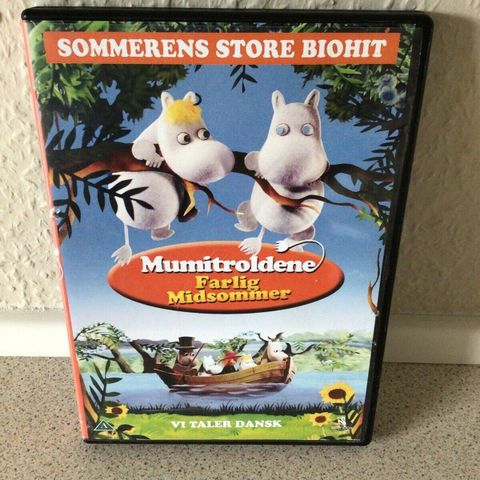 SOMMERENS STORE BIOHIT
Mumitroldene
Farlig
Midsommer
VI TALER DANSK